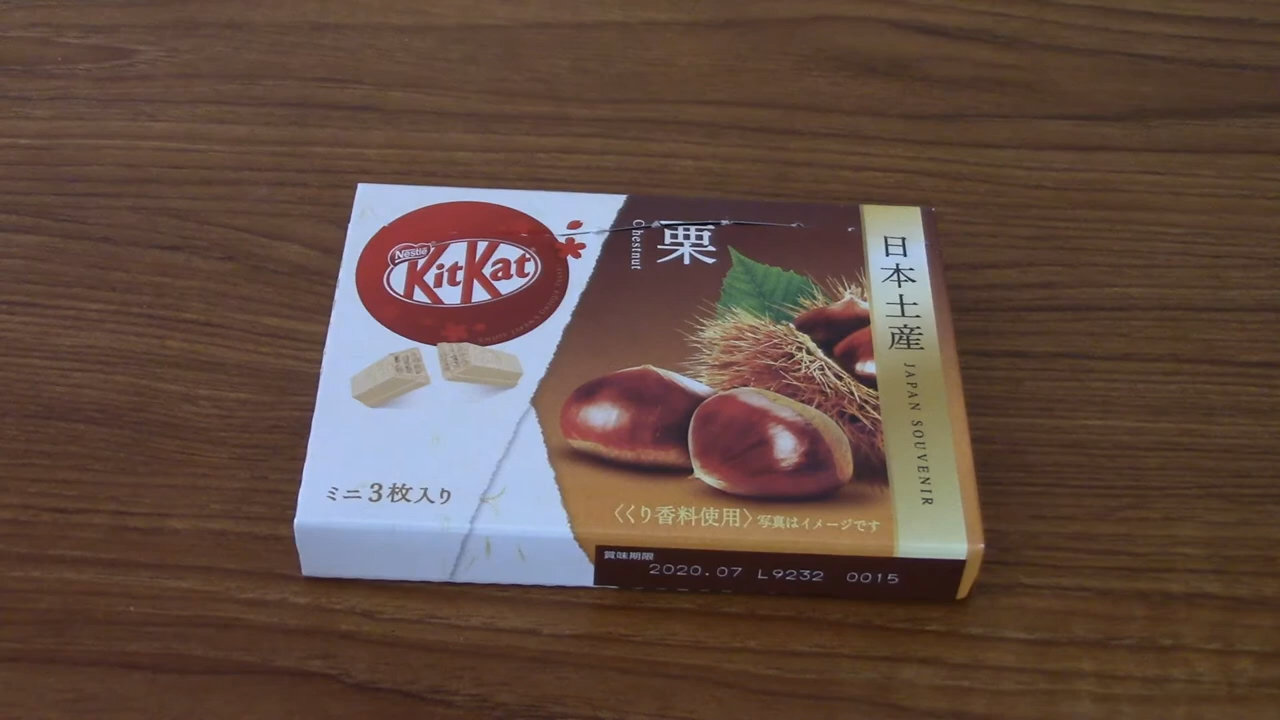 Nestlé
KitKat
ミニ3枚入り
栗
Chestnut
〈くり香料使用〉写真はイメージです
日本土産
JAPAN SOUVENIR
賞味期限
2020.07 L9232 0015